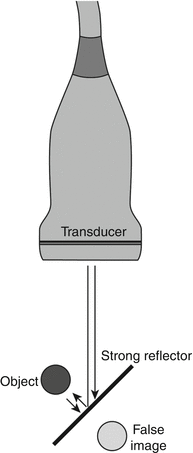 Transducer
Strong reflector
Object
False
image